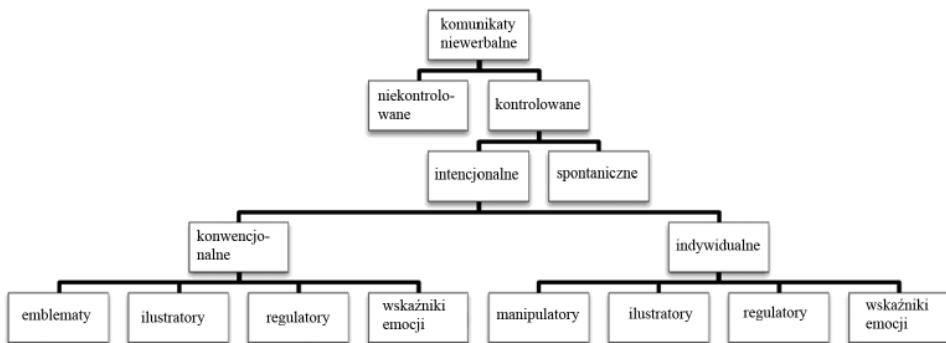 komunikaty
niewerbalne
niekontrolo-
wane
kontrolowane
intencjonalne
spontaniczne
konwencjo-
nalne
indywidualne
emblematy
ilustratory
regulatory
wskaźniki
emocji
manipulatory
ilustratory
regulatory
wskaźniki
emocji